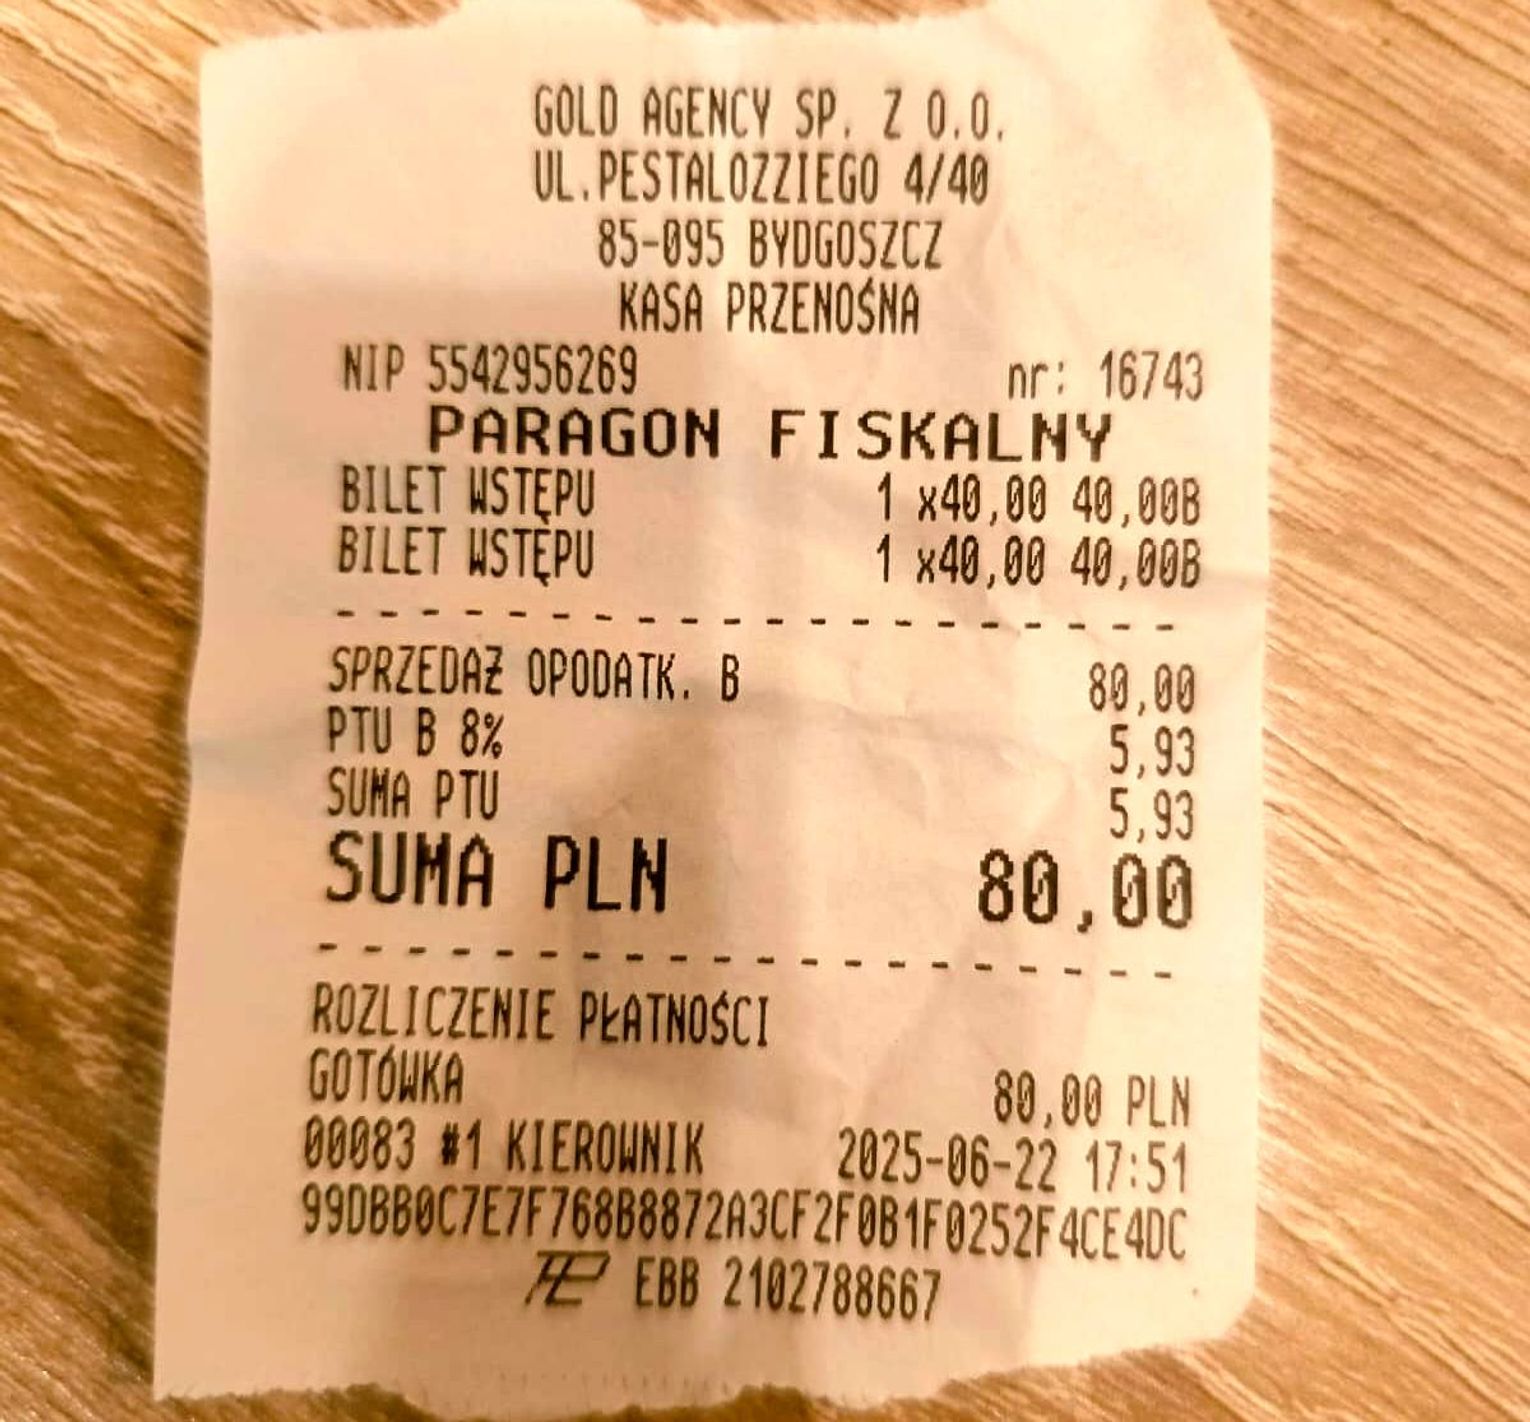 GOLD AGENCY SP. Z O.O.
UL.PESTALOZZIEGO 4/40
85-095 BYDGOSZCZ
KASA PRZENOŚNA
NIP 5542956269 nr: 16743
PARAGON FISKALNY
BILET WSTĘPU 1 x40,00 40,00B
BILET WSTĘPU 1 x40,00 40,00B
SPRZEDAŻ OPODATK. B 80,00
PTU B 8% 5,93
SUMA PTU 5,93
SUMA PLN 80,00
ROZLICZENIE PŁATNOŚCI
GOTÓWKA 80,00 PLN
00083 #1 KIEROWNIK 2025-06-22 17:51
99DBB0C7E7F768B8872A3CF2F0B1F0252F4CE4DC
EBB 2102788667